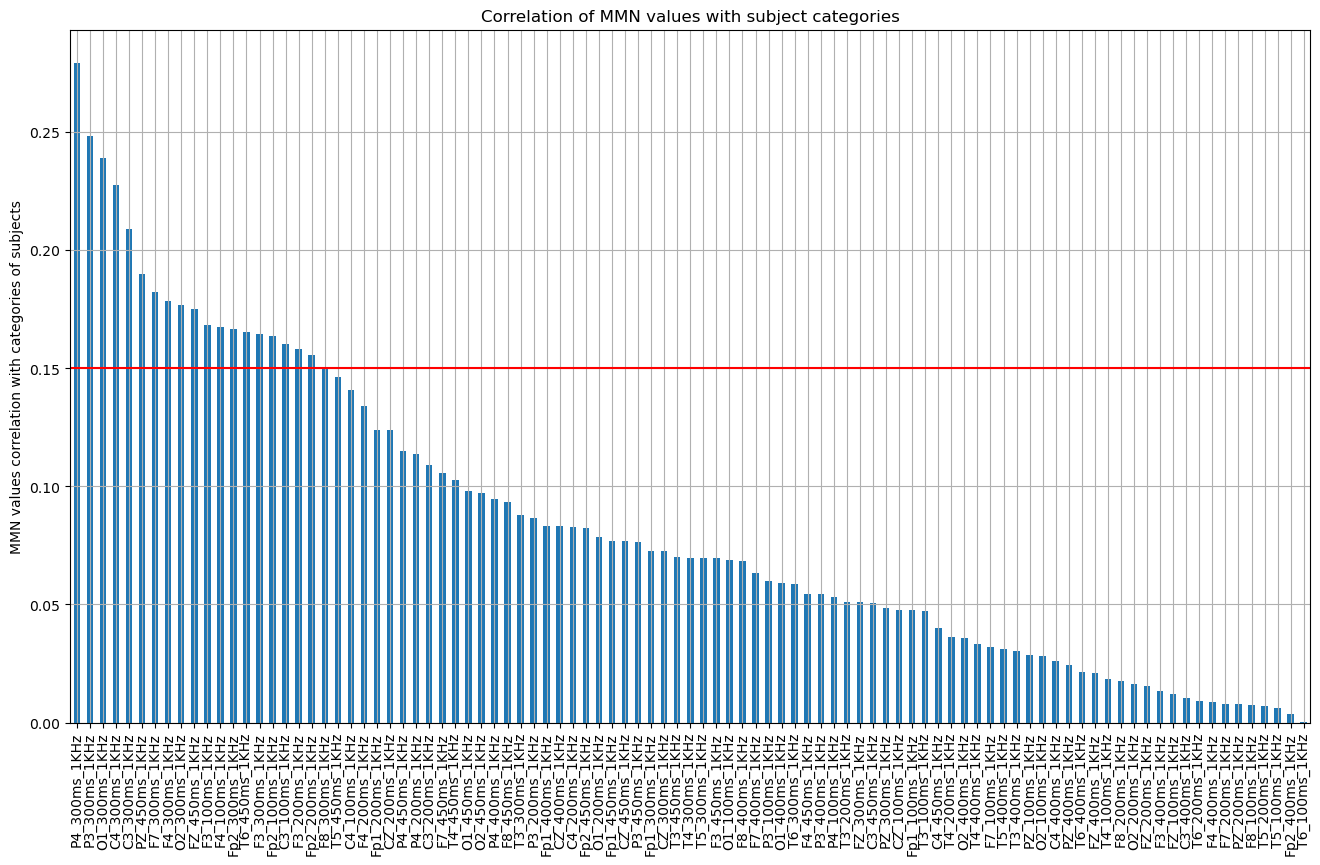 Correlation of MMN values with subject categories
MMN values correlation with categories of subjects
0.25
0.20
0.15
0.10
0.05
0.00
P4_300ms_1KHz
P3_300ms_1KHz
O1_300ms_1KHz
C4_300ms_1KHz
C3_300ms_1KHz
PZ_450ms_1KHz
F7_300ms_1KHz
F4_300ms_1KHz
O2_300ms_1KHz
FZ_450ms_1KHz
F3_100ms_1KHz
F4_100ms_1KHz
Fp2_300ms_1KHz
T6_450ms_1KHz
F3_300ms_1KHz
Fp2_100ms_1KHz
C3_100ms_1KHz
F3_200ms_1KHz
Fp2_200ms_1KHz
F8_300ms_1KHz
T5_450ms_1KHz
C4_100ms_1KHz
F4_200ms_1KHz
Fp1_200ms_1KHz
CZ_200ms_1KHz
P4_450ms_1KHz
P4_200ms_1KHz
C3_200ms_1KHz
F7_450ms_1KHz
T4_450ms_1KHz
O1_450ms_1KHz
O2_450ms_1KHz
P4_400ms_1KHz
F8_450ms_1KHz
T3_300ms_1KHz
P3_200ms_1KHz
Fp1_400ms_1KHz
CZ_400ms_1KHz
C4_200ms_1KHz
Fp2_450ms_1KHz
O1_200ms_1KHz
Fp1_450ms_1KHz
CZ_450ms_1KHz
P3_450ms_1KHz
Fp1_300ms_1KHz
CZ_300ms_1KHz
T3_450ms_1KHz
T4_300ms_1KHz
T5_300ms_1KHz
F4_450ms_1KHz
O1_100ms_1KHz
F8_400ms_1KHz
F7_400ms_1KHz
P3_100ms_1KHz
O1_400ms_1KHz
T6_300ms_1KHz
F3_450ms_1KHz
P3_400ms_1KHz
P4_100ms_1KHz
T3_200ms_1KHz
FZ_300ms_1KHz
C3_450ms_1KHz
PZ_300ms_1KHz
CZ_100ms_1KHz
Fp1_100ms_1KHz
T3_100ms_1KHz
C4_450ms_1KHz
T4_200ms_1KHz
O2_400ms_1KHz
T4_400ms_1KHz
F7_100ms_1KHz
T5_400ms_1KHz
T3_400ms_1KHz
PZ_100ms_1KHz
O2_100ms_1KHz
C4_400ms_1KHz
PZ_400ms_1KHz
T6_400ms_1KHz
FZ_400ms_1KHz
T4_100ms_1KHz
F8_200ms_1KHz
O2_200ms_1KHz
FZ_200ms_1KHz
F3_400ms_1KHz
FZ_100ms_1KHz
C3_400ms_1KHz
T6_200ms_1KHz
F4_400ms_1KHz
F7_200ms_1KHz
PZ_200ms_1KHz
F8_100ms_1KHz
T5_200ms_1KHz
T5_100ms_1KHz
Fp2_400ms_1KHz
T6_100ms_1KHz